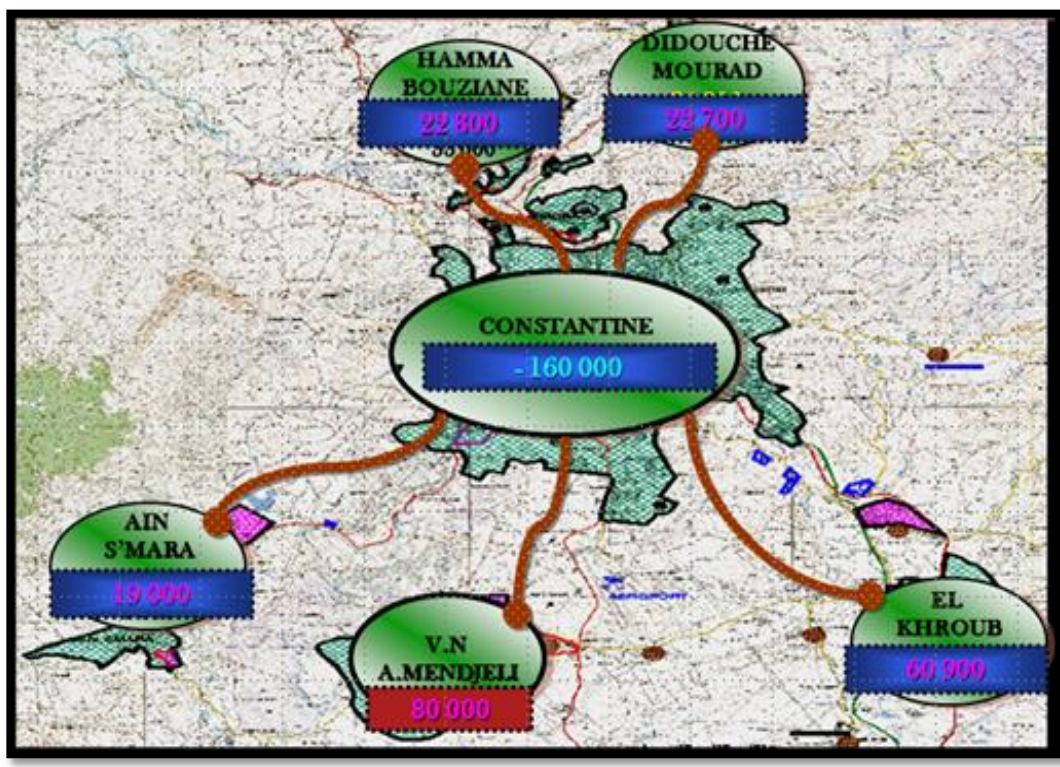 HAMMA
BOUZIANE
22 800
DIDOUCHE
MOURAD
22 700
CONSTANTINE
-160 000
AIN
S'MARA
19 000
V.N
A.MENDJELI
80 000
EL
KHROUB
60 900
AEROPORT